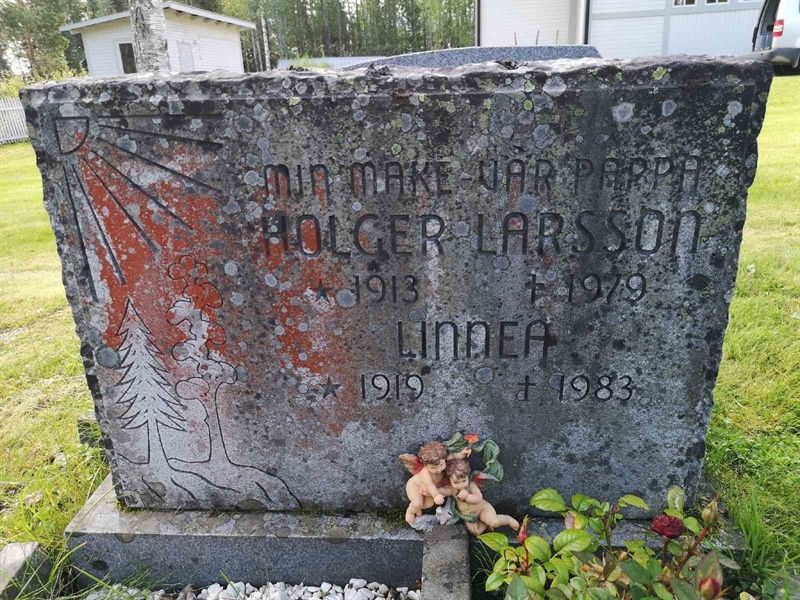 MIN MAKE - VÅR PAPPA
HOLGER LARSSON
★ 1913 † 1979
LINNEA
★ 1919 † 1983